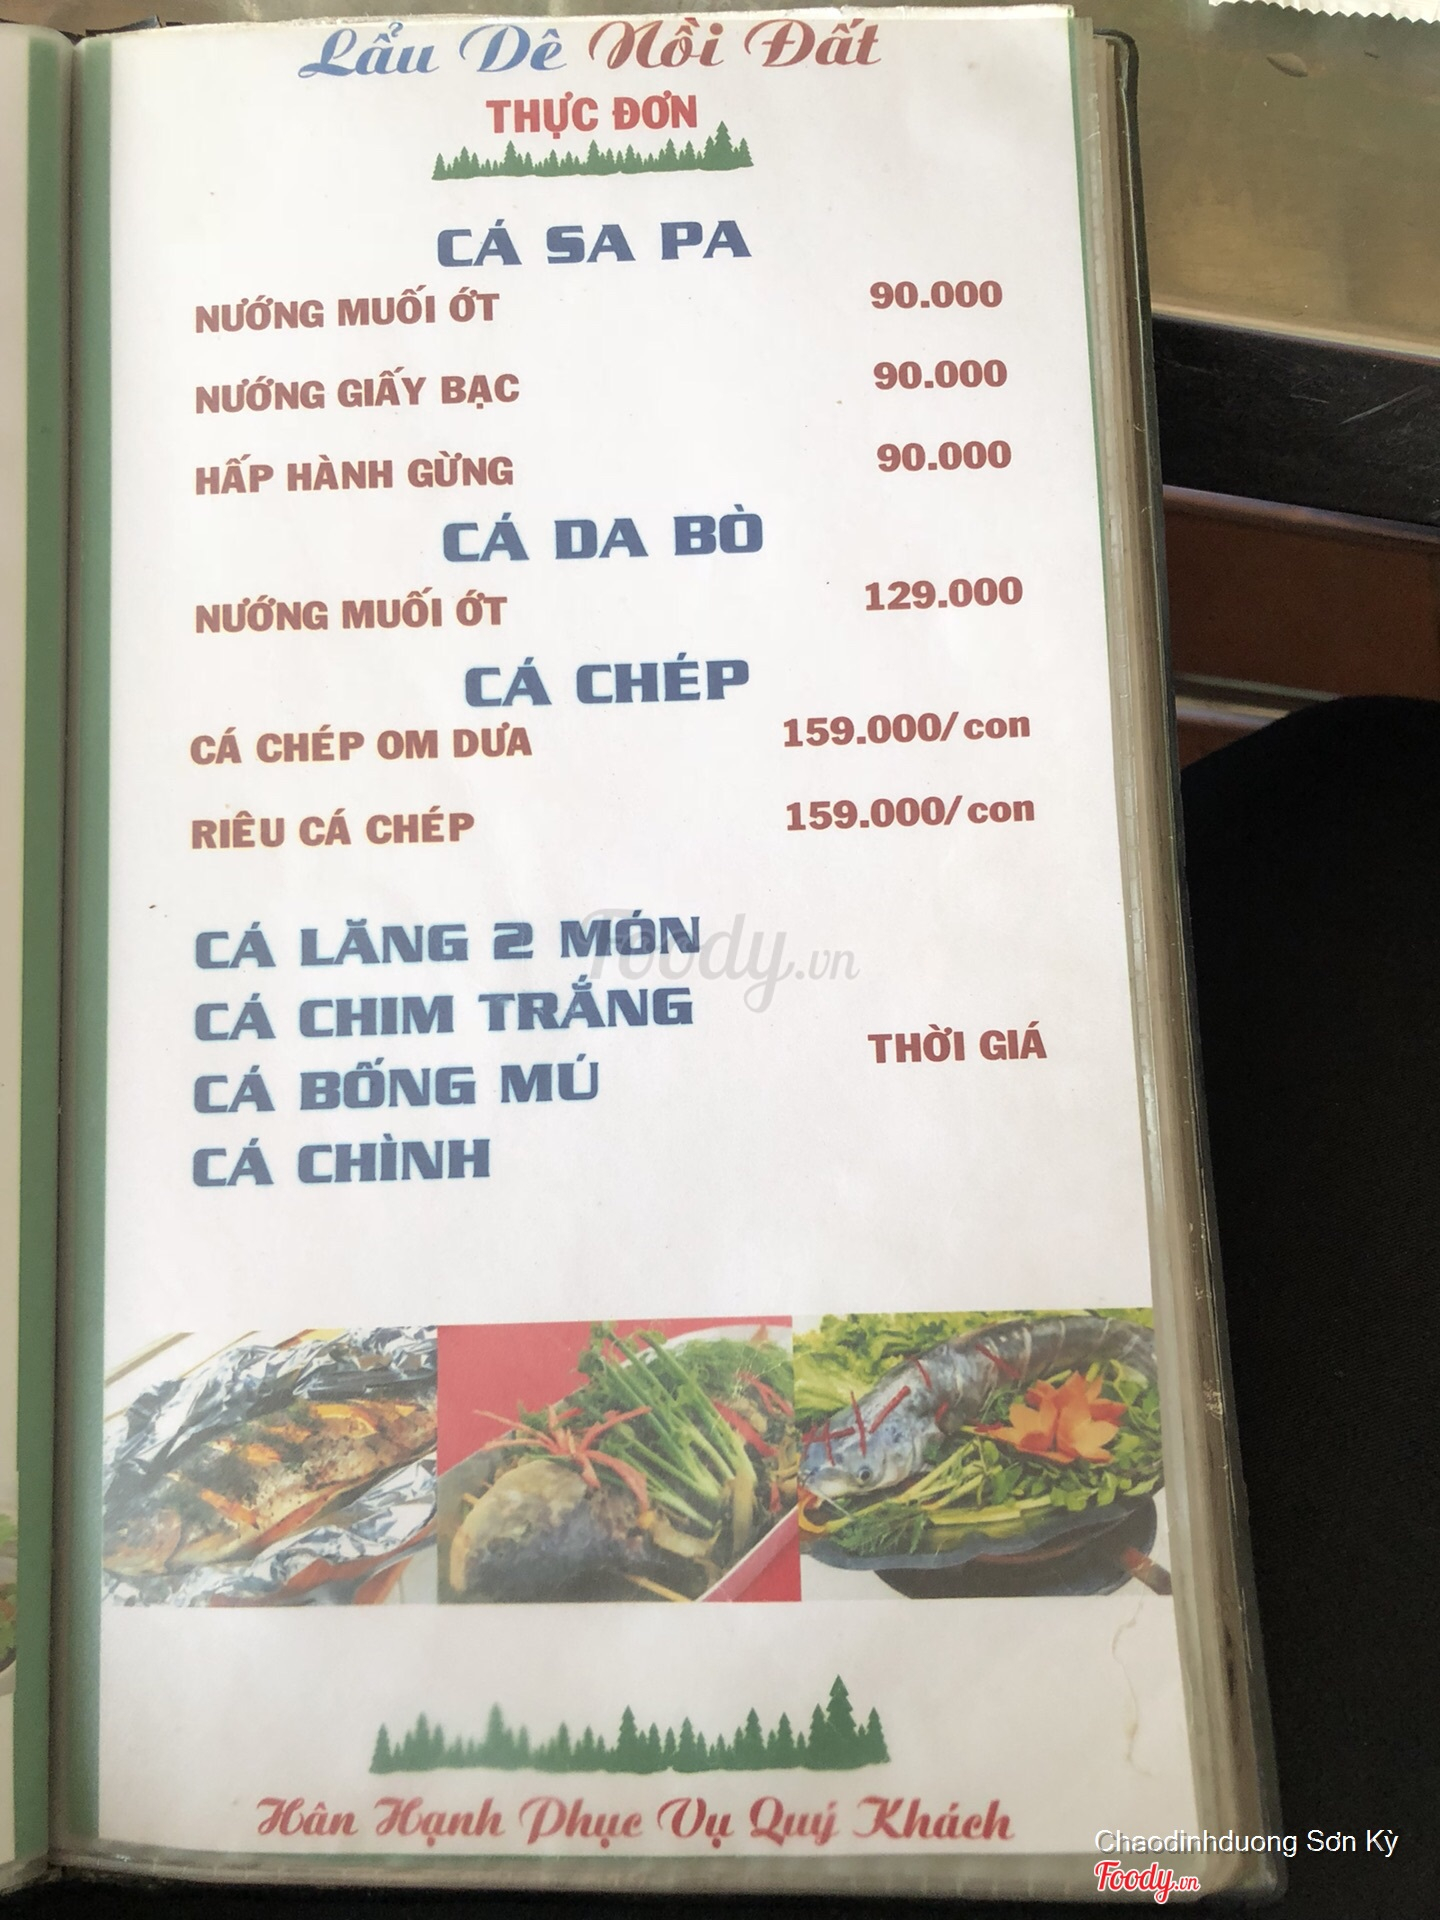 Lẩu Dê Nồi Đất
THỰC ĐƠN
CÁ SA PA
NƯỚNG MUỐI ỚT 90.000
NƯỚNG GIẤY BẠC 90.000
HẤP HÀNH GỪNG 90.000
CÁ DA BÒ
NƯỚNG MUỐI ỚT 129.000
CÁ CHÉP
CÁ CHÉP OM DƯA 159.000/con
RIÊU CÁ CHÉP 159.000/con
CÁ LĂNG 2 MÓN
Foody.vn
CÁ CHIM TRẮNG
THỜI GIÁ
CÁ BỐNG MÚ
CÁ CHÌNH
Hân Hạnh Phục Vụ Quý Khách
Chaodinhduong Sơn Kỳ
Foody.vn